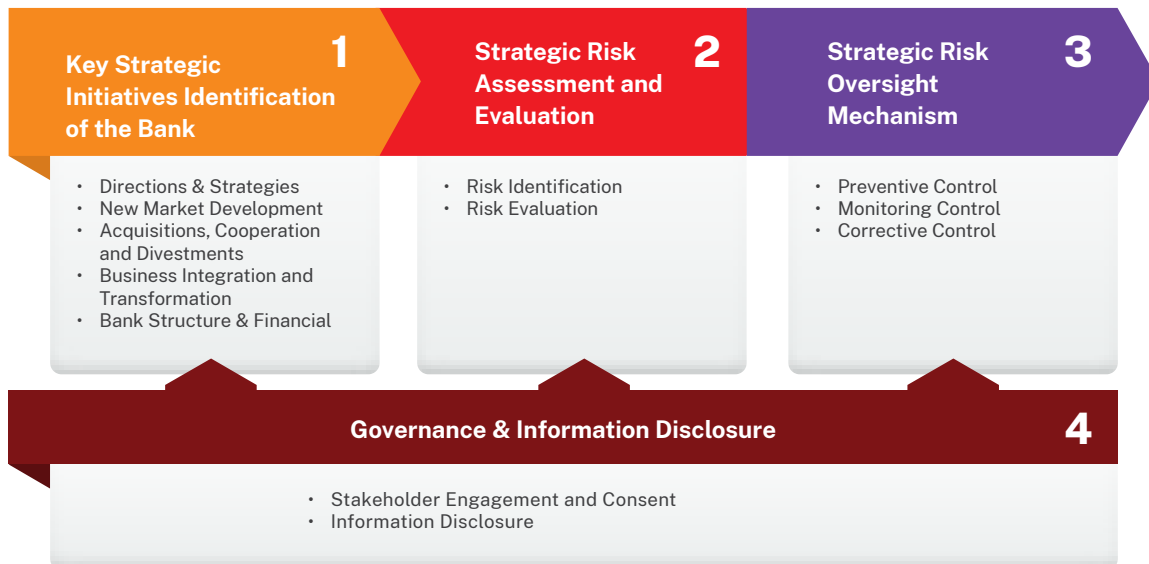 1
Key Strategic
Initiatives Identification
of the Bank
• Directions & Strategies
• New Market Development
• Acquisitions, Cooperation
and Divestments
• Business Integration and
Transformation
• Bank Structure & Financial
2
Strategic Risk
Assessment and
Evaluation
• Risk Identification
• Risk Evaluation
3
Strategic Risk
Oversight
Mechanism
• Preventive Control
• Monitoring Control
• Corrective Control
Governance & Information Disclosure 4
• Stakeholder Engagement and Consent
• Information Disclosure